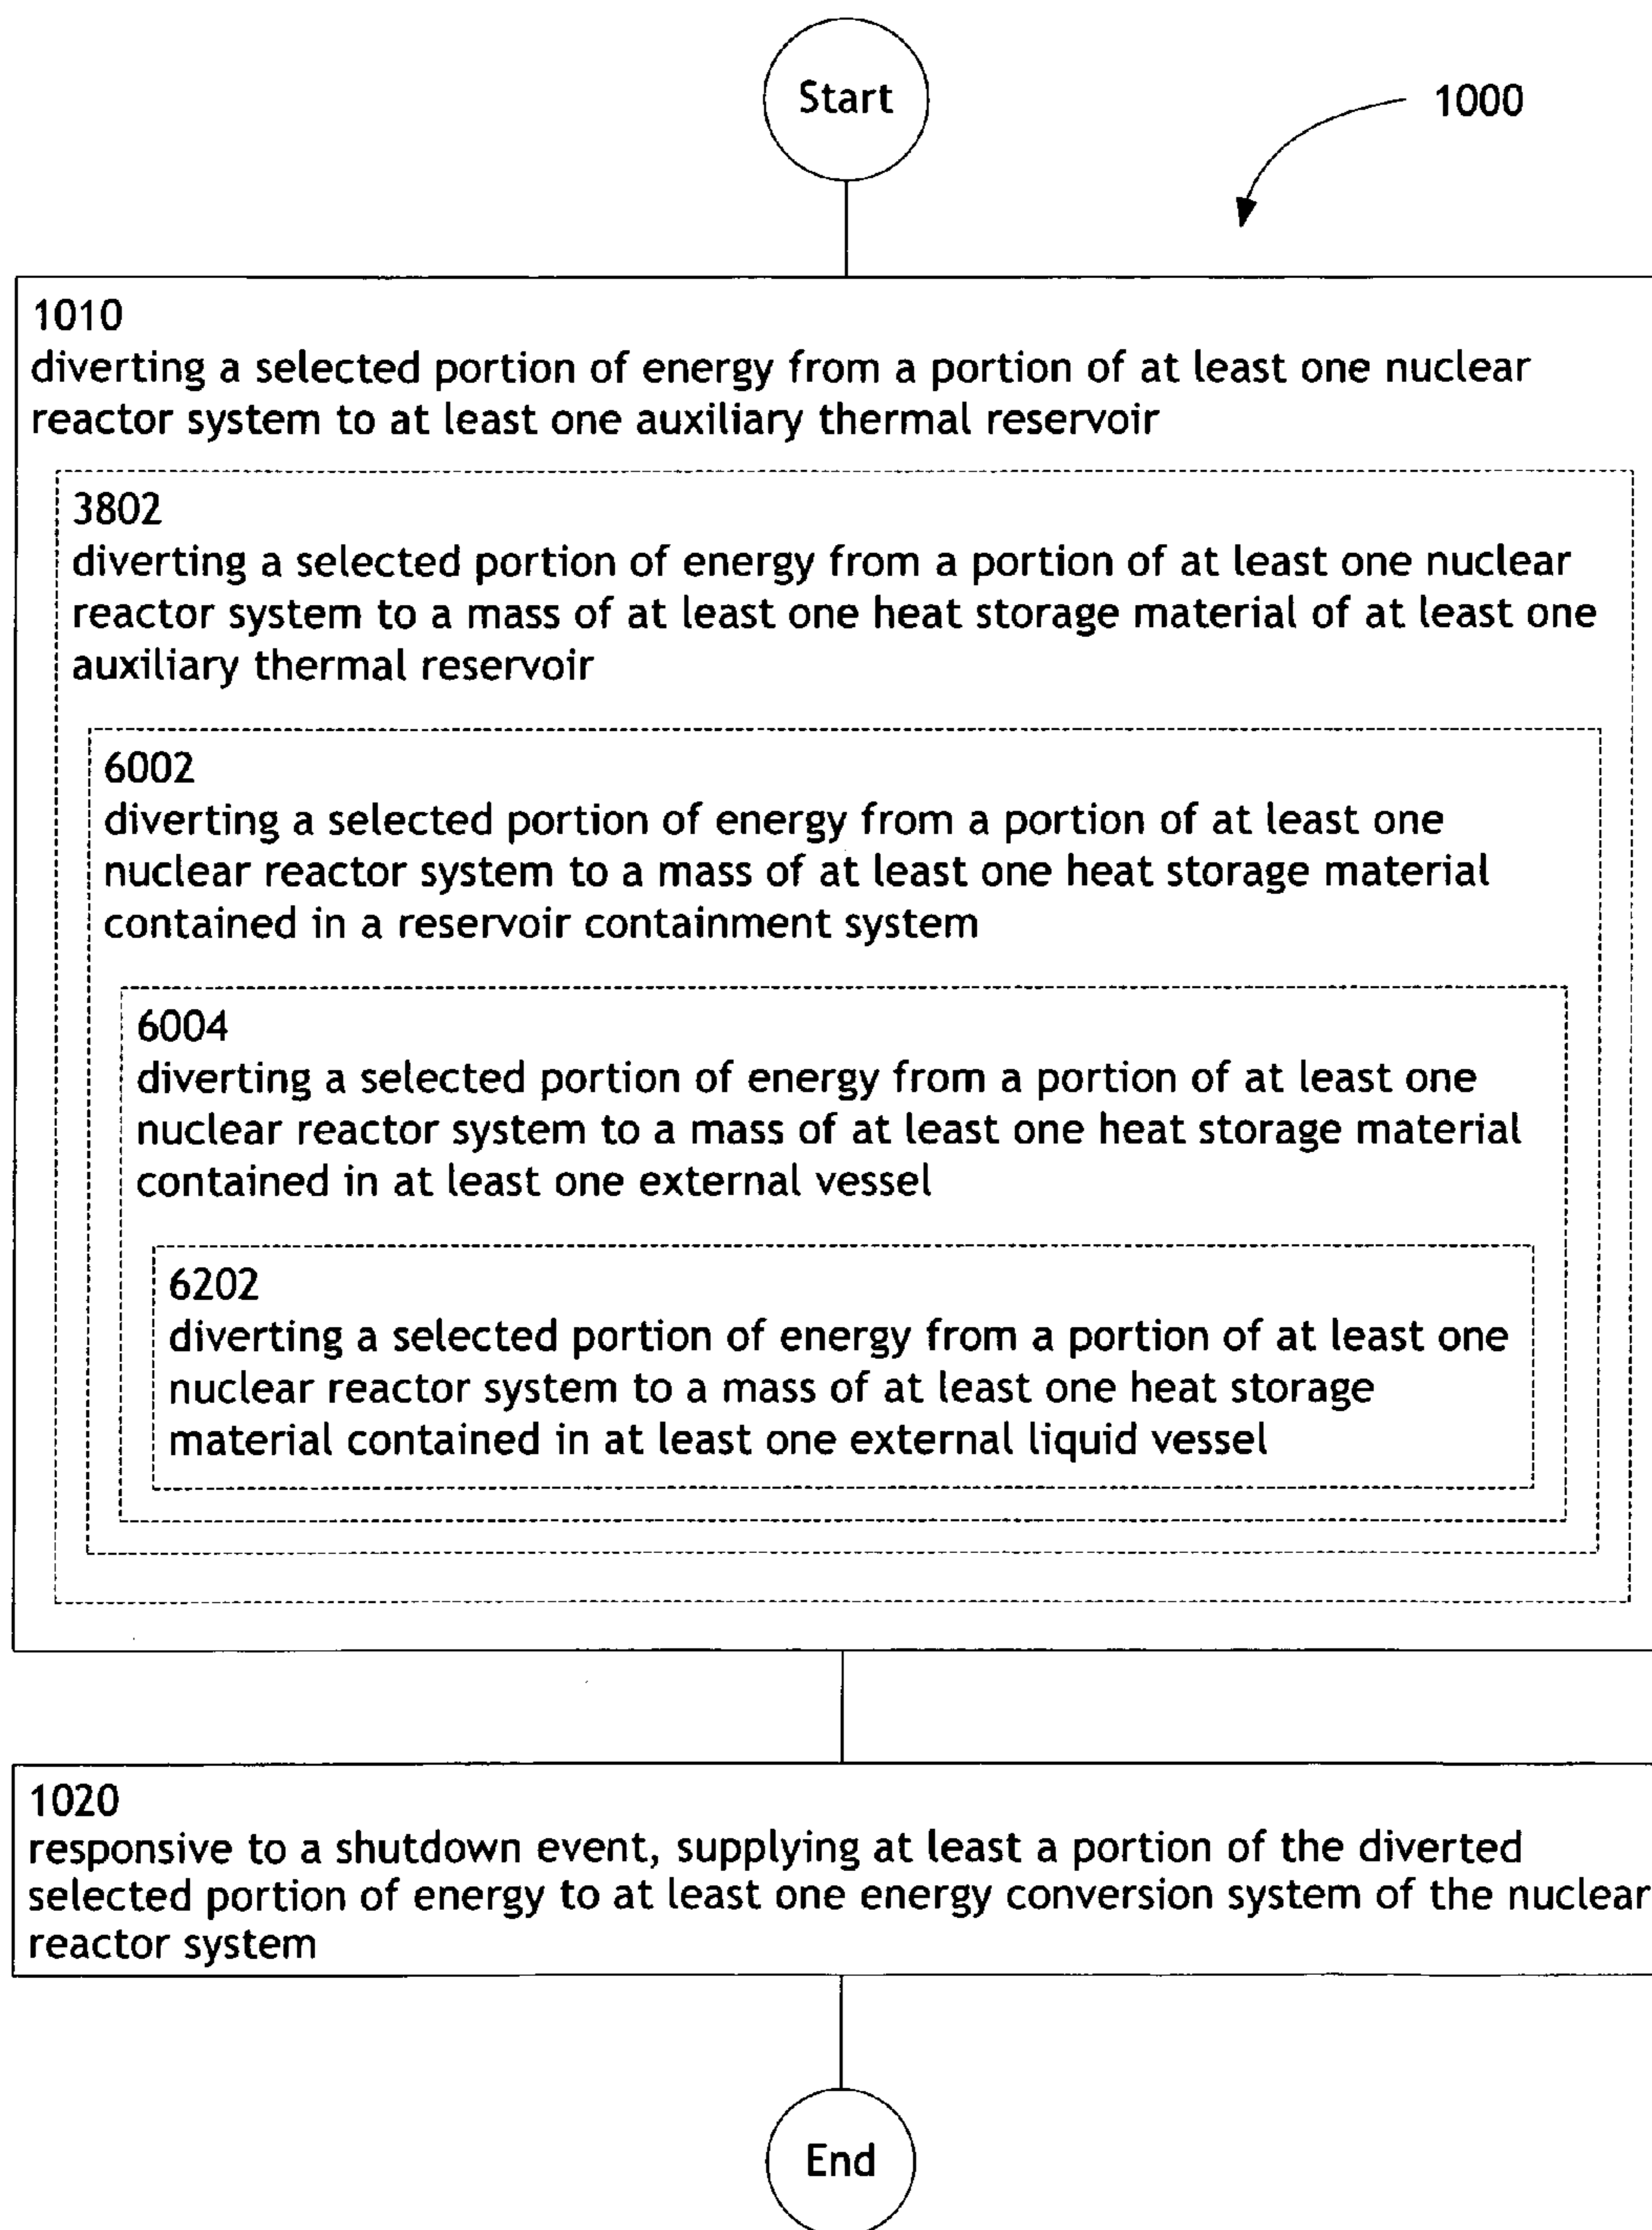 Start
1000
1010
diverting a selected portion of energy from a portion of at least one nuclear
reactor system to at least one auxiliary thermal reservoir
3802
diverting a selected portion of energy from a portion of at least one nuclear
reactor system to a mass of at least one heat storage material of at least one
auxiliary thermal reservoir
6002
diverting a selected portion of energy from a portion of at least one
nuclear reactor system to a mass of at least one heat storage material
contained in a reservoir containment system
6004
diverting a selected portion of energy from a portion of at least one
nuclear reactor system to a mass of at least one heat storage material
contained in at least one external vessel
6202
diverting a selected portion of energy from a portion of at least one
nuclear reactor system to a mass of at least one heat storage
material contained in at least one external liquid vessel
1020
responsive to a shutdown event, supplying at least a portion of the diverted
selected portion of energy to at least one energy conversion system of the nuclear
reactor system
End